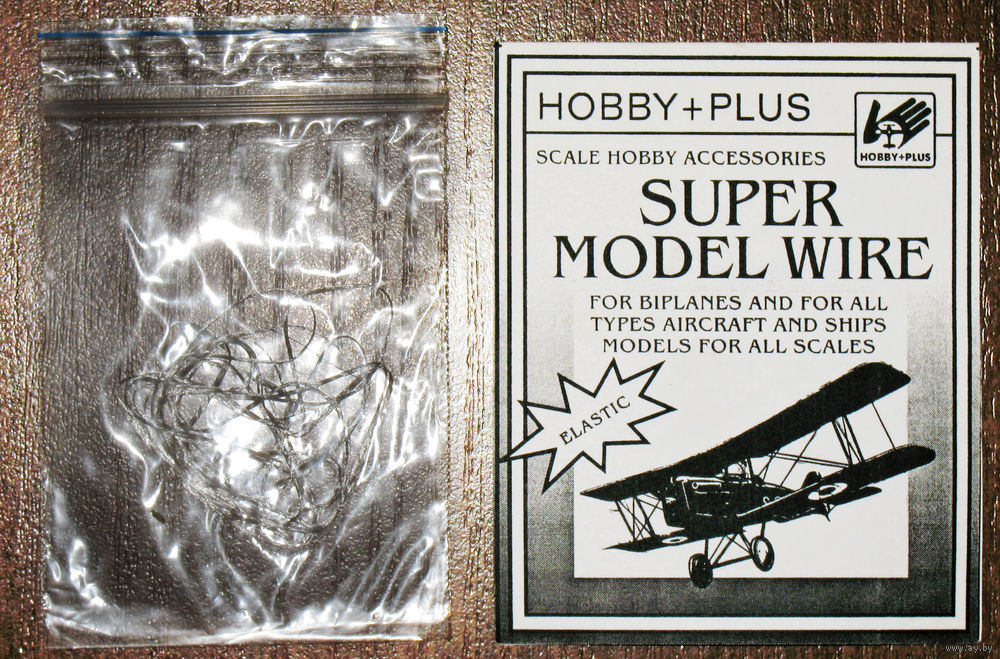 HOBBY+PLUS
HOBBY+PLUS
SCALE HOBBY ACCESSORIES
SUPER
MODEL WIRE
FOR BIPLANES AND FOR ALL
TYPES AIRCRAFT AND SHIPS
MODELS FOR ALL SCALES
ELASTIC
www.ay.by